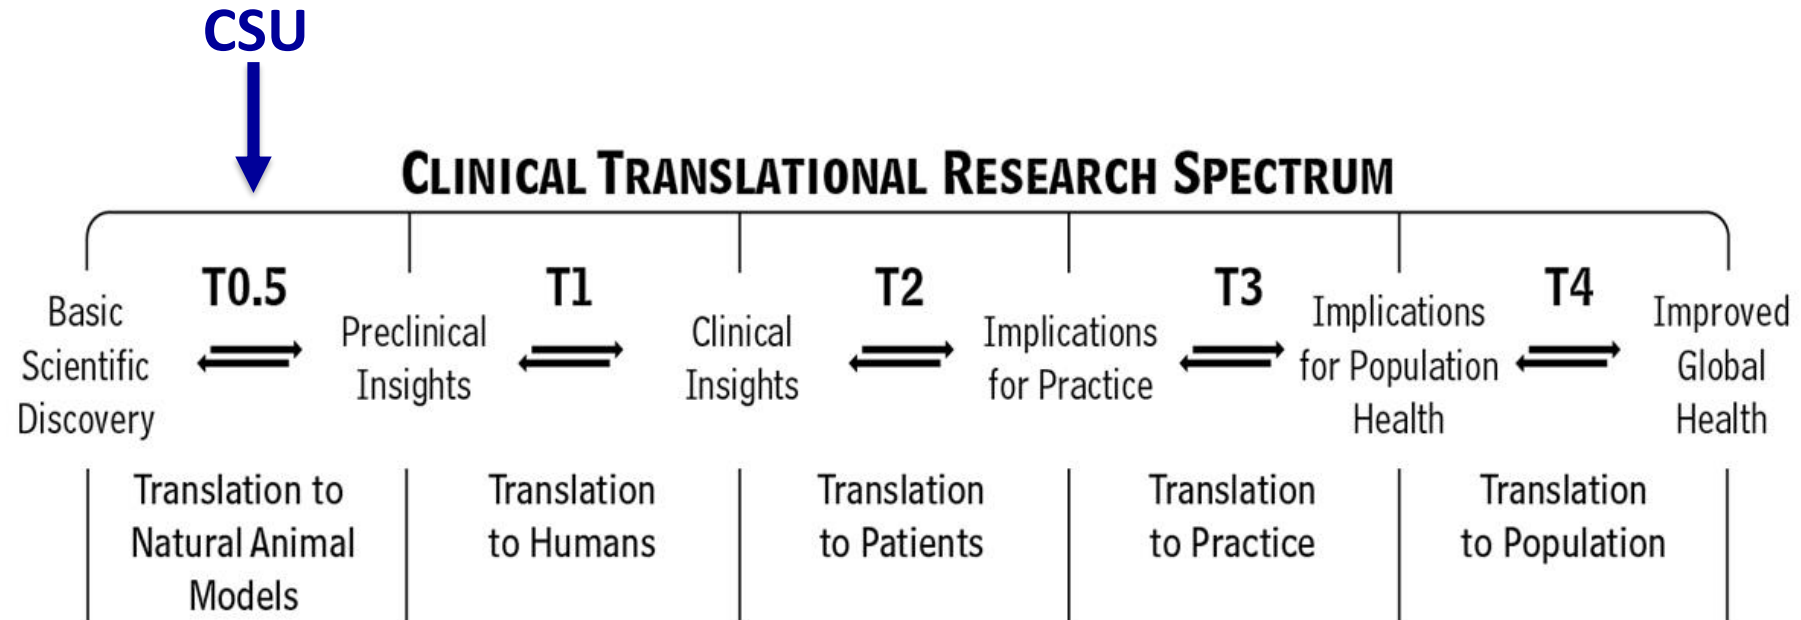 CSU
CLINICAL TRANSLATIONAL RESEARCH SPECTRUM
Basic
Scientific
Discovery
T0.5
Preclinical
Insights
T1
Clinical
Insights
T2
Implications
for Practice
T3
Implications
for Population
Health
T4
Improved
Global
Health
Translation to
Natural Animal
Models
Translation
to Humans
Translation
to Patients
Translation
to Practice
Translation
to Population